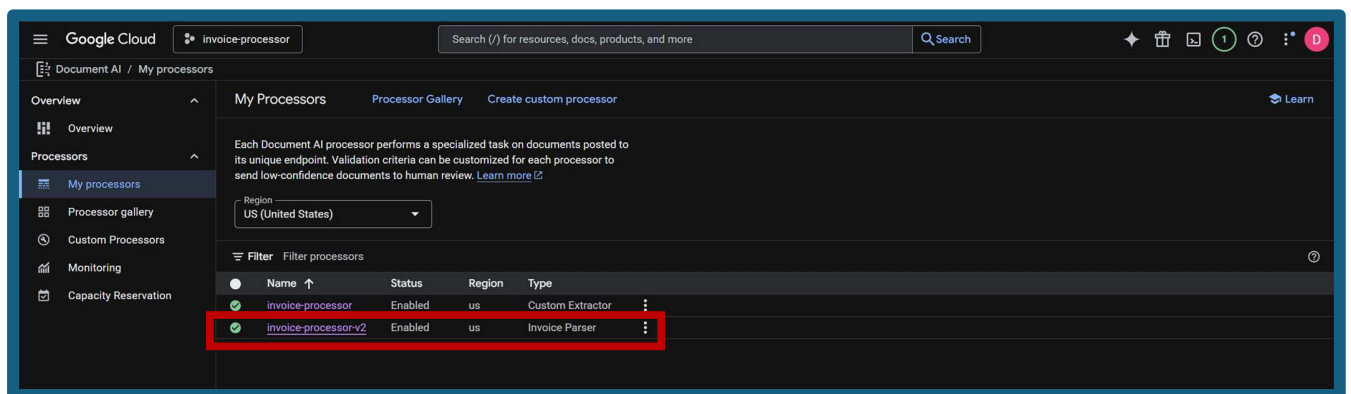 Google Cloud
invoice-processor
Search (/) for resources, docs, products, and more
Search
1
D
Document AI / My processors
Overview
Overview
Processors
My processors
Processor gallery
Custom Processors
Monitoring
Capacity Reservation
My Processors
Processor Gallery
Create custom processor
Learn
Each Document AI processor performs a specialized task on documents posted to
its unique endpoint. Validation criteria can be customized for each processor to
send low-confidence documents to human review. Learn more
Region
US (United States)
Filter Filter processors
Name Status Region Type
invoice-processor Enabled us Custom Extractor
invoice-processor-v2 Enabled us Invoice Parser